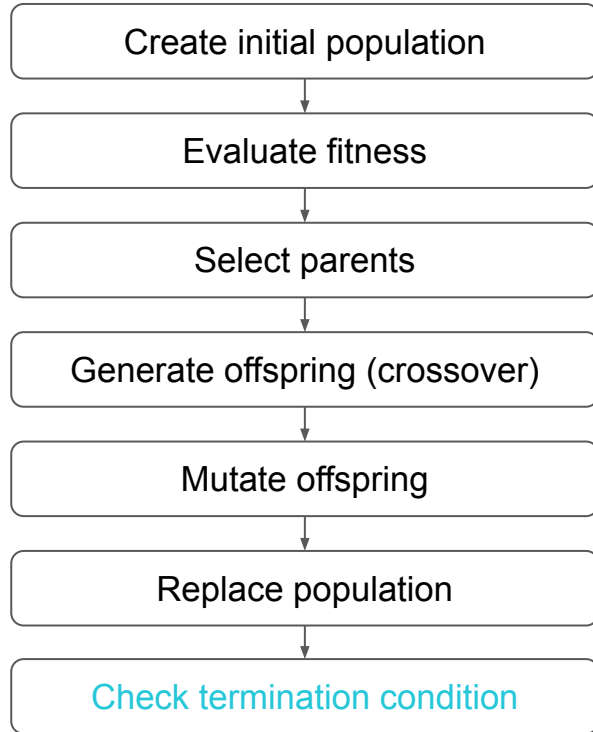 Create initial population
Evaluate fitness
Select parents
Generate offspring (crossover)
Mutate offspring
Replace population
Check termination condition